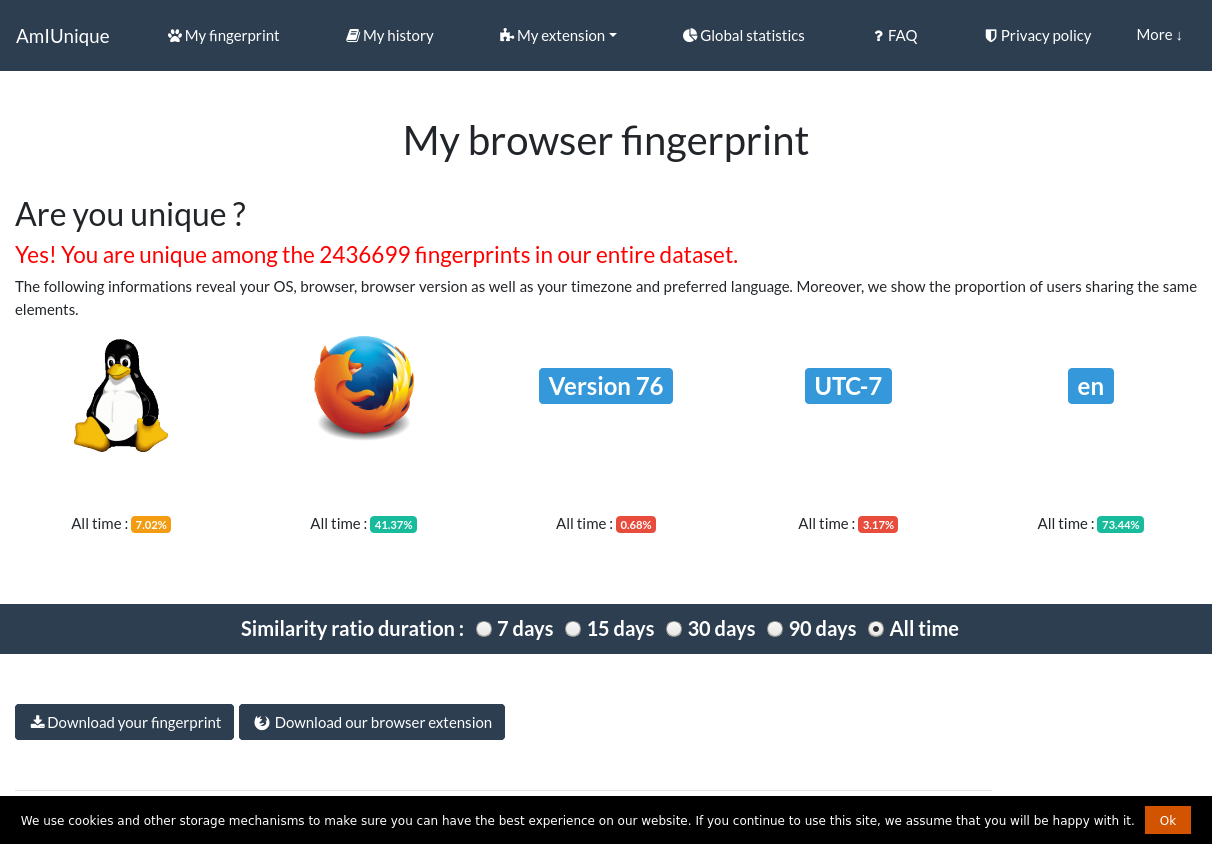 AmIUnique My fingerprint My history My extension Global statistics ? FAQ Privacy policy More ↓
My browser fingerprint
Are you unique ?
Yes! You are unique among the 2436699 fingerprints in our entire dataset.
The following informations reveal your OS, browser, browser version as well as your timezone and preferred language. Moreover, we show the proportion of users sharing the same
elements.
Version 76 UTC-7 en
All time : 7.02% All time : 41.37% All time : 0.68% All time : 3.17% All time : 73.44%
Similarity ratio duration : 7 days 15 days 30 days 90 days All time
Download your fingerprint Download our browser extension
We use cookies and other storage mechanisms to make sure you can have the best experience on our website. If you continue to use this site, we assume that you will be happy with it. Ok